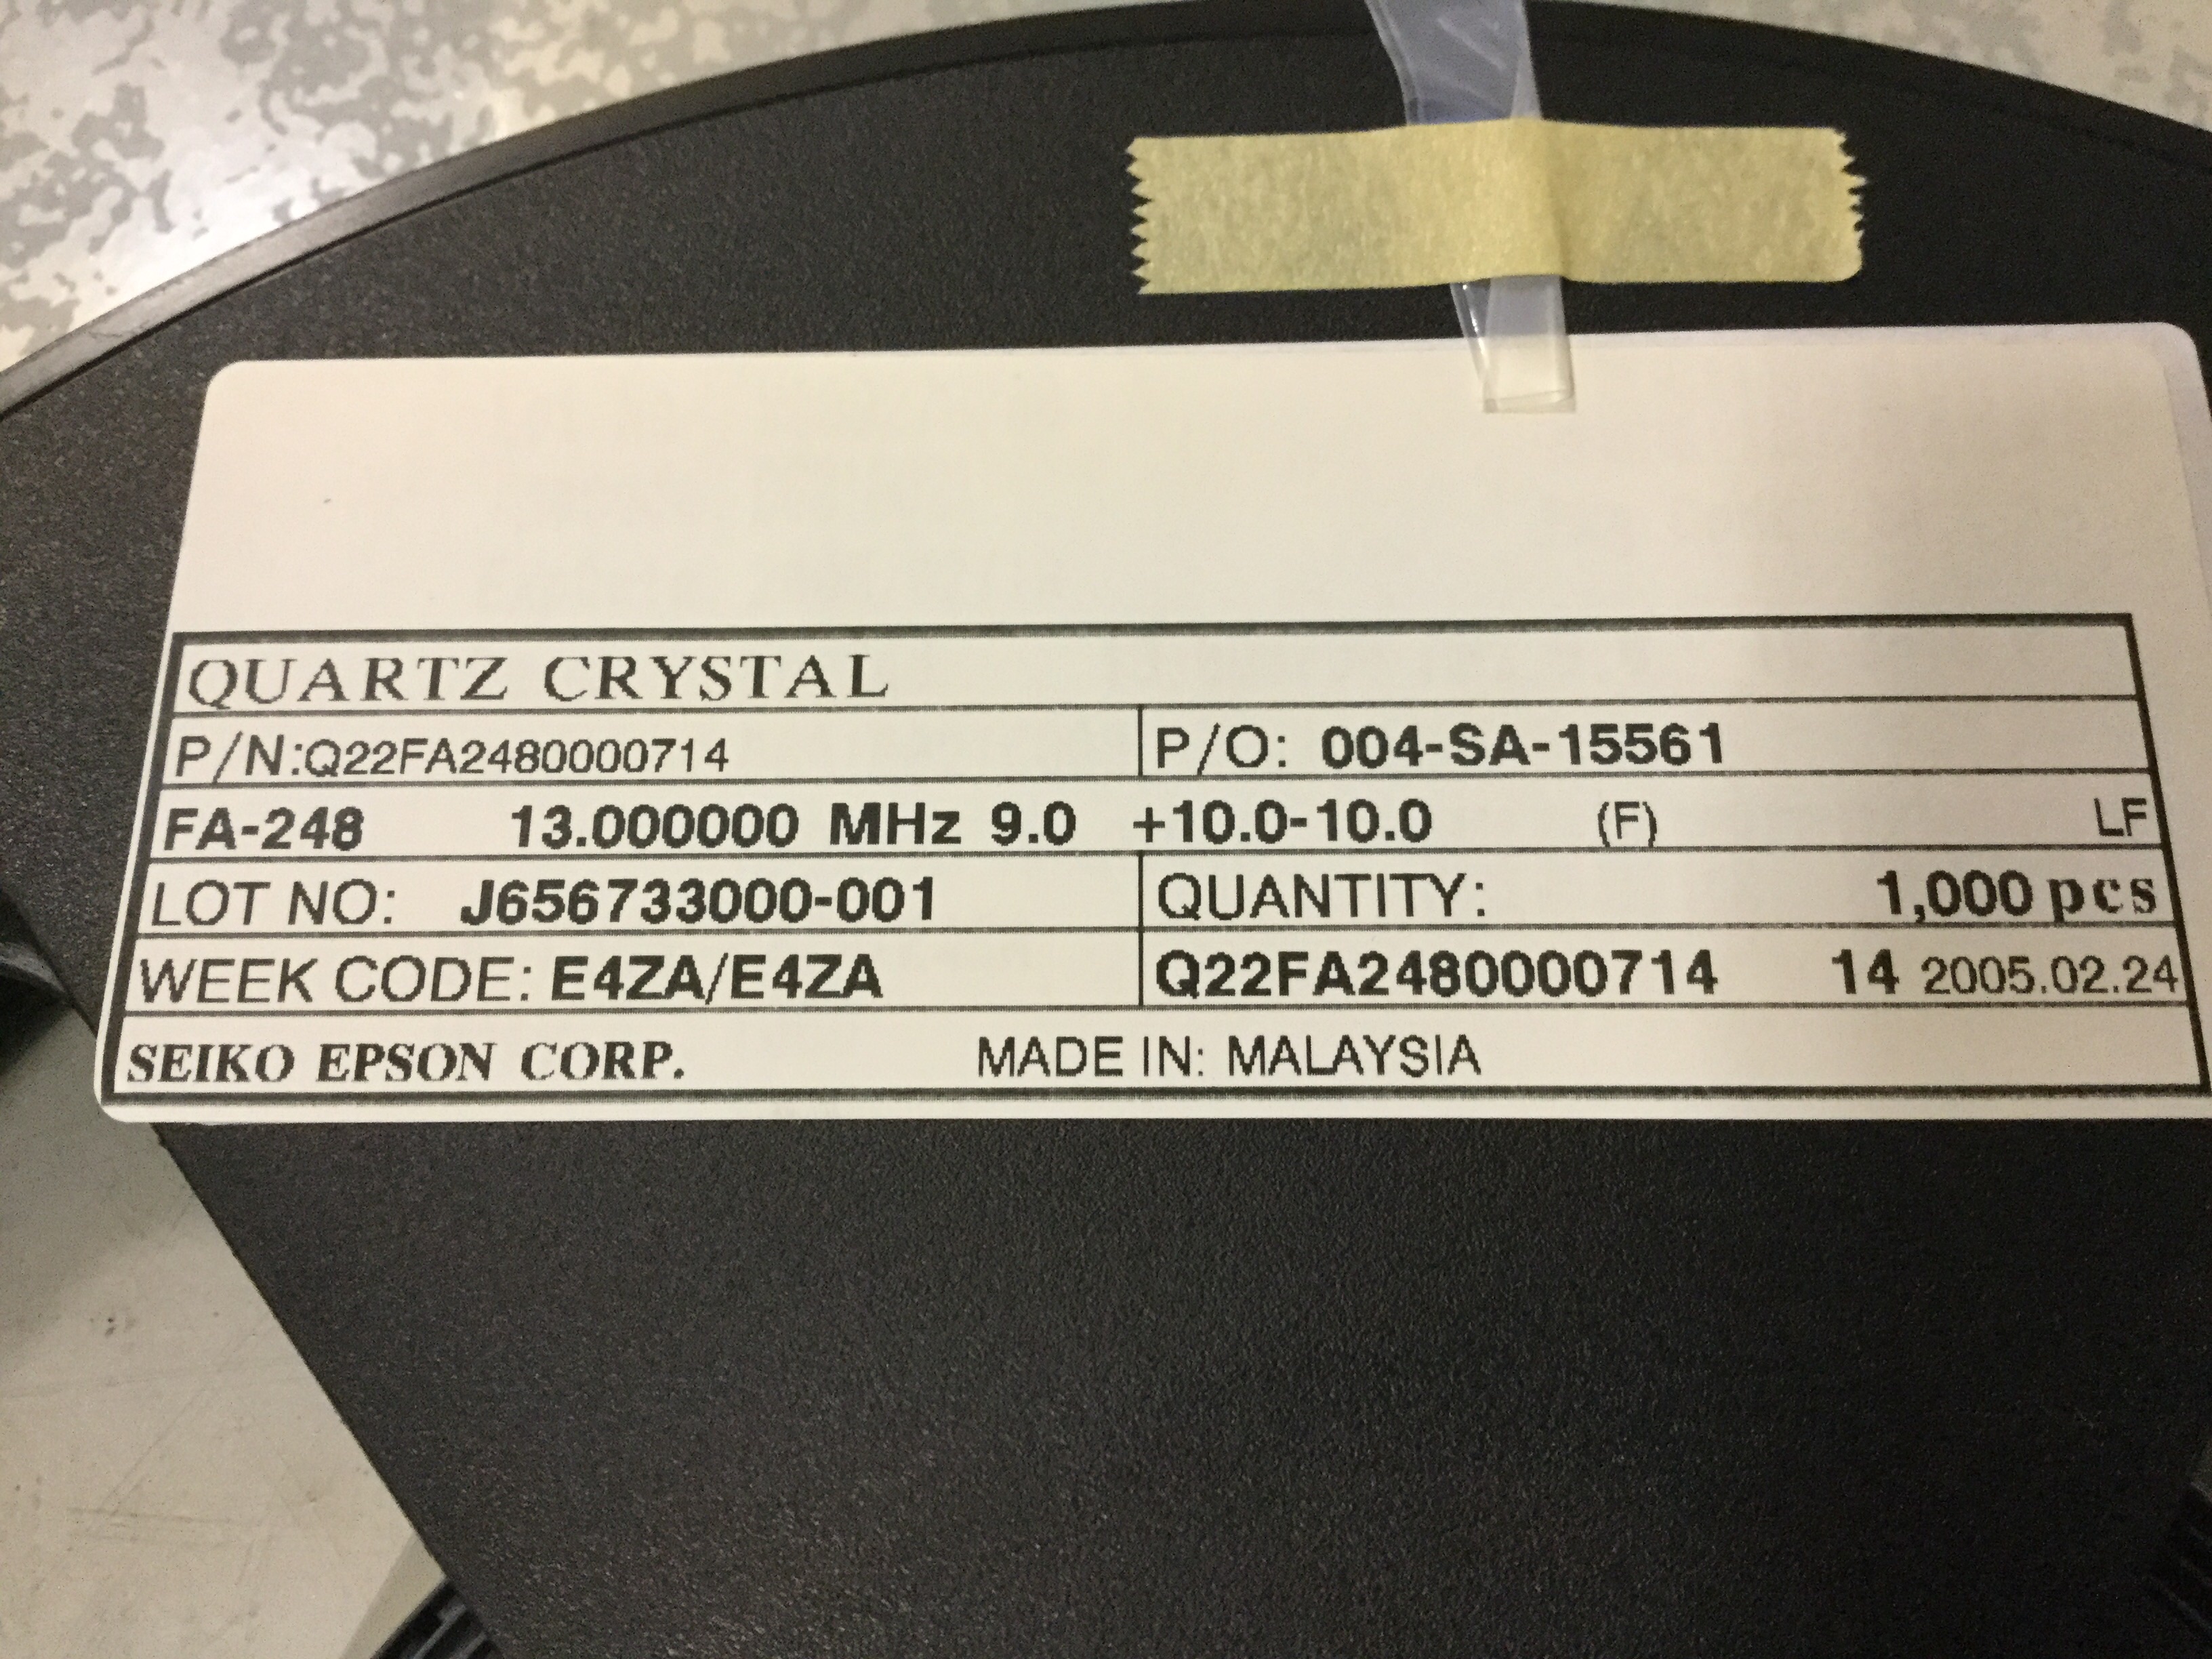 QUARTZ CRYSTAL
P/N:Q22FA2480000714 P/O: 004-SA-15561
FA-248 13.000000 MHz 9.0 +10.0-10.0 (F) LF
LOT NO: J656733000-001 QUANTITY: 1,000 pcs
WEEK CODE: E4ZA/E4ZA Q22FA2480000714 14 2005.02.24
SEIKO EPSON CORP. MADE IN: MALAYSIA